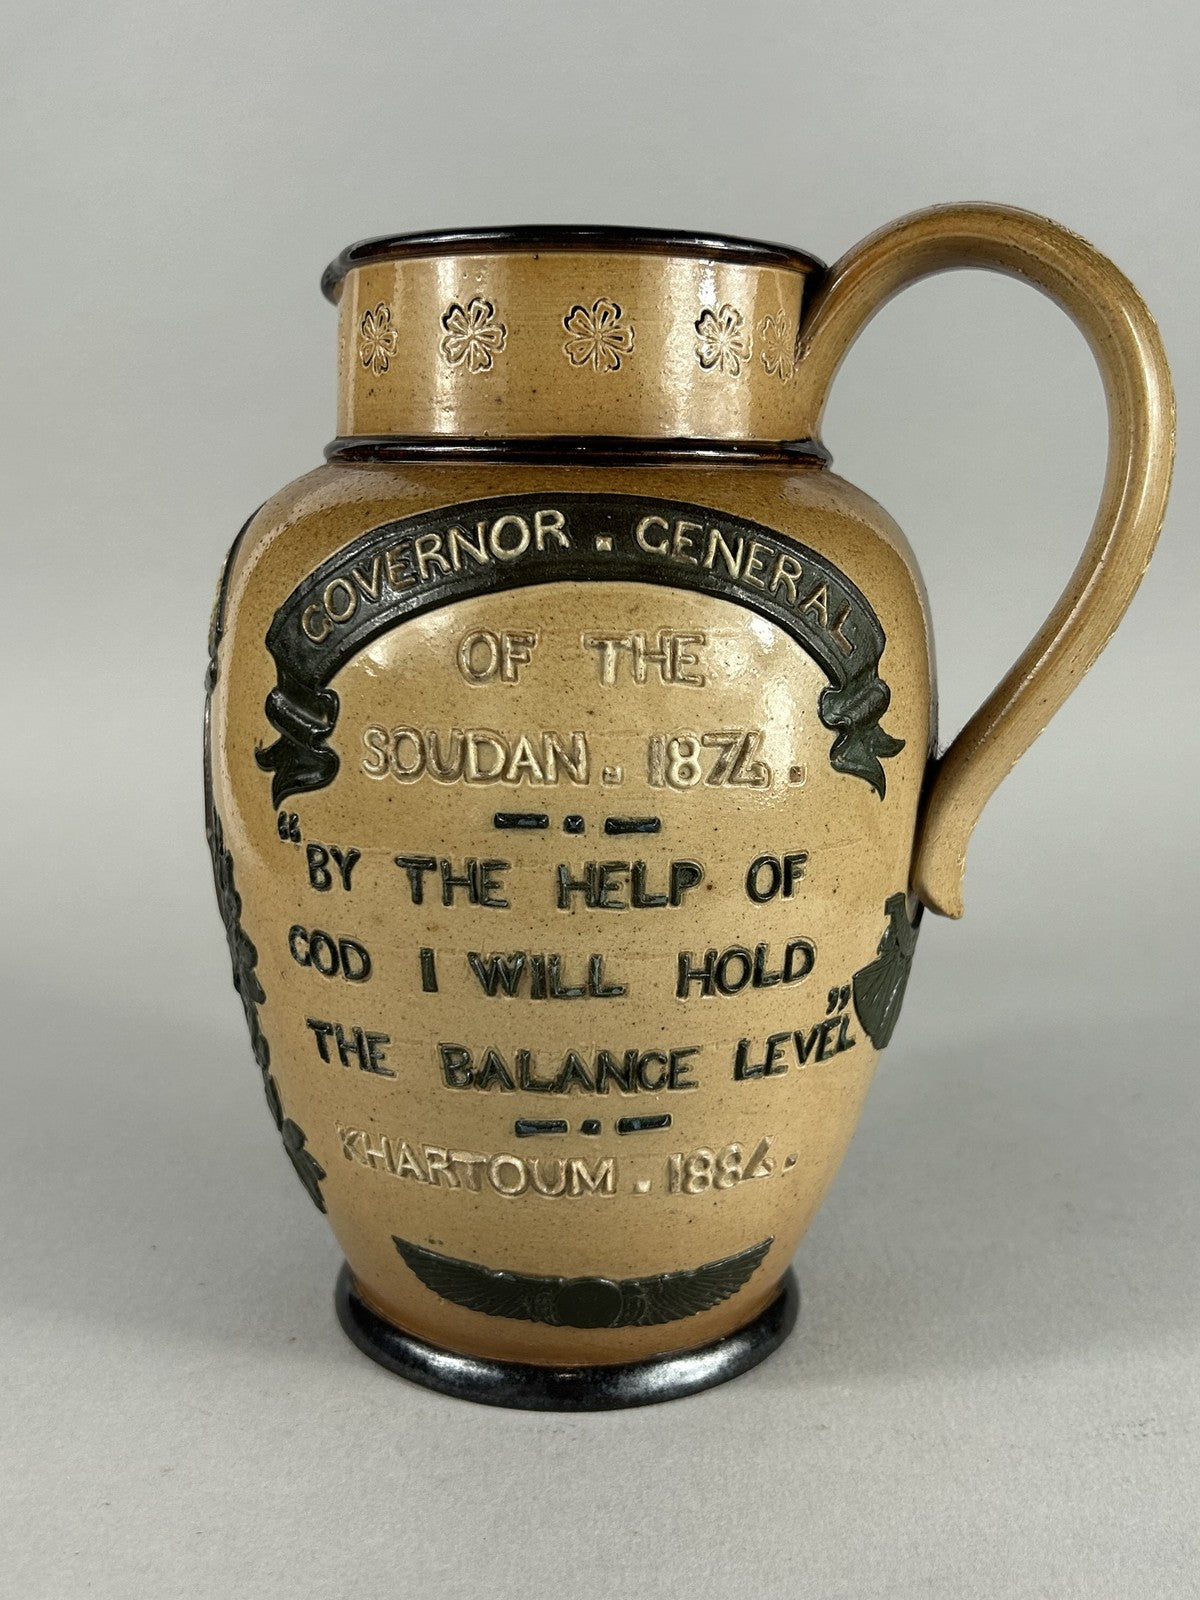 GOVERNOR . GENERAL
OF THE
SOUDAN . 1874 .
"BY THE HELP OF
GOD I WILL HOLD
THE BALANCE LEVEL"
KHARTOUM . 1884 .